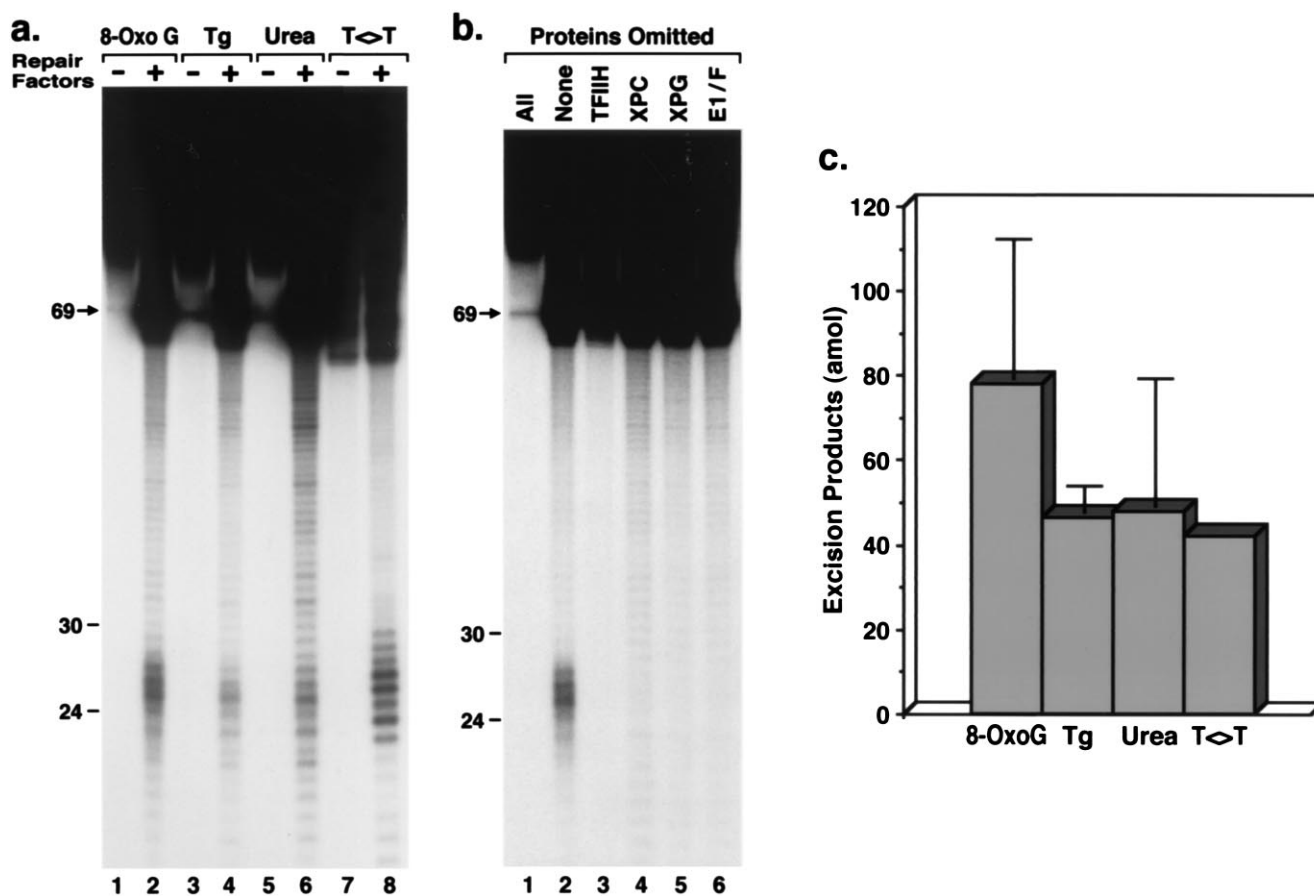 a.
8-Oxo G Tg Urea T<>T
Repair Factors - + - + - + - +
69→
30 –
24 –
1 2 3 4 5 6 7 8
b.
Proteins Omitted
All None TFIIH XPC XPG E1/F
69→
30 –
24 –
1 2 3 4 5 6
c.
Excision Products (amol)
120
100
80
60
40
20
0
8-OxoG Tg Urea T<>T